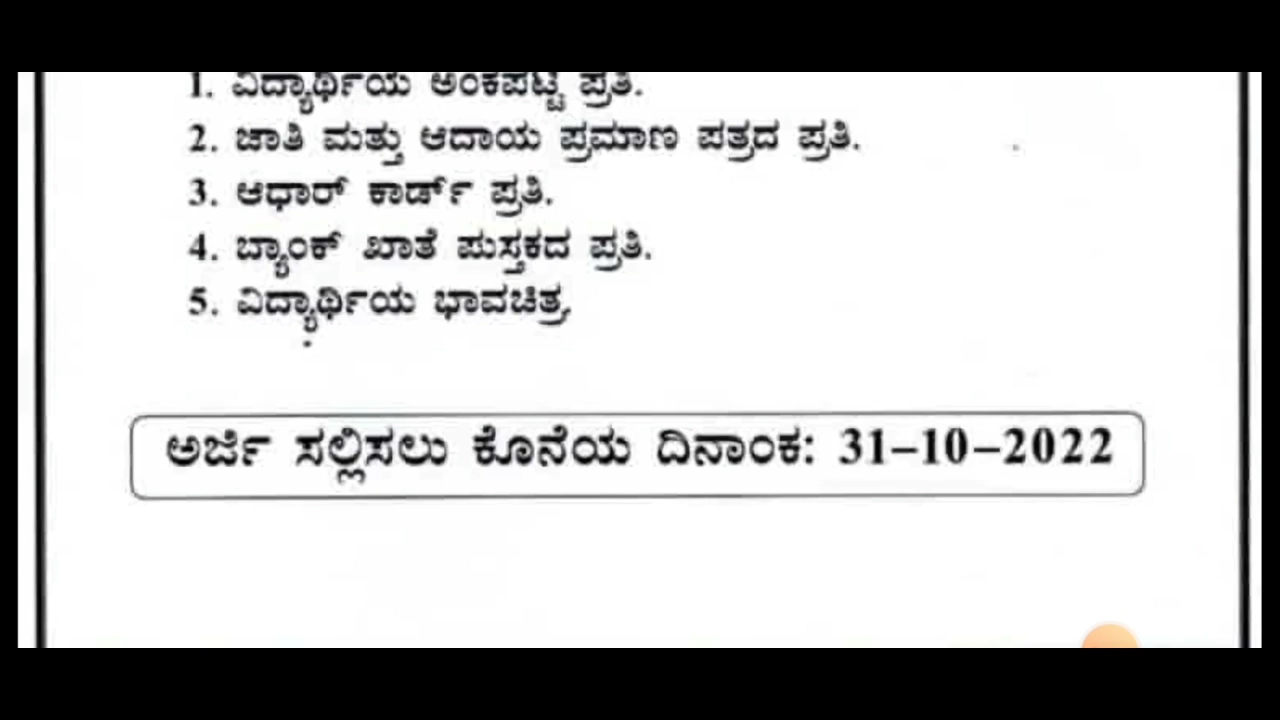 1. ವಿದ್ಯಾರ್ಥಿಯ ಅಂಕಪಟ್ಟಿ ಪ್ರತಿ.
2. ಜಾತಿ ಮತ್ತು ಆದಾಯ ಪ್ರಮಾಣ ಪತ್ರದ ಪ್ರತಿ.
3. ಆಧಾರ್ ಕಾರ್ಡ್ ಪ್ರತಿ.
4. ಬ್ಯಾಂಕ್ ಖಾತೆ ಪುಸ್ತಕದ ಪ್ರತಿ.
5. ವಿದ್ಯಾರ್ಥಿಯ ಭಾವಚಿತ್ರ.
ಅರ್ಜಿ ಸಲ್ಲಿಸಲು ಕೊನೆಯ ದಿನಾಂಕ: 31-10-2022